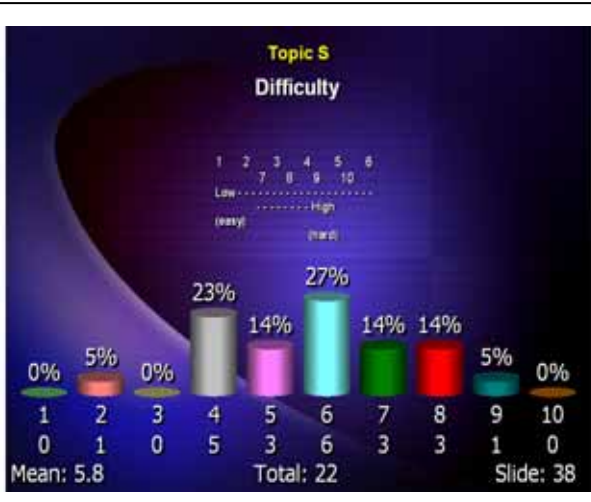 Topic S
Difficulty
1 2 3 4 5 6
7 8 9 10
Low- - - - - - - - - - - - - - - - - -
- - - - - - - -High
(easy)
(hard)
0% 5% 0% 23% 14% 27% 14% 14% 5% 0%
1 2 3 4 5 6 7 8 9 10
0 1 0 5 3 6 3 3 1 0
Mean: 5.8 Total: 22 Slide: 38